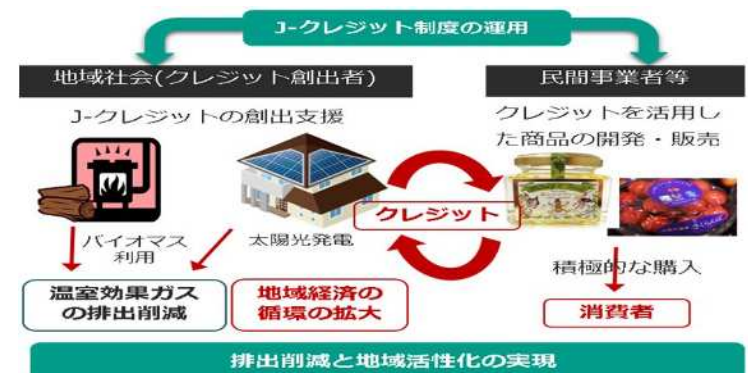 J-クレジット制度の運用
地域社会(クレジット創出者)
民間事業者等
J-クレジットの創出支援
クレジットを活用し
た商品の開発・販売
クレジット
バイオマス
利用
太陽光発電
積極的な購入
温室効果ガス
の排出削減
地域経済の
循環の拡大
消費者
排出削減と地域活性化の実現